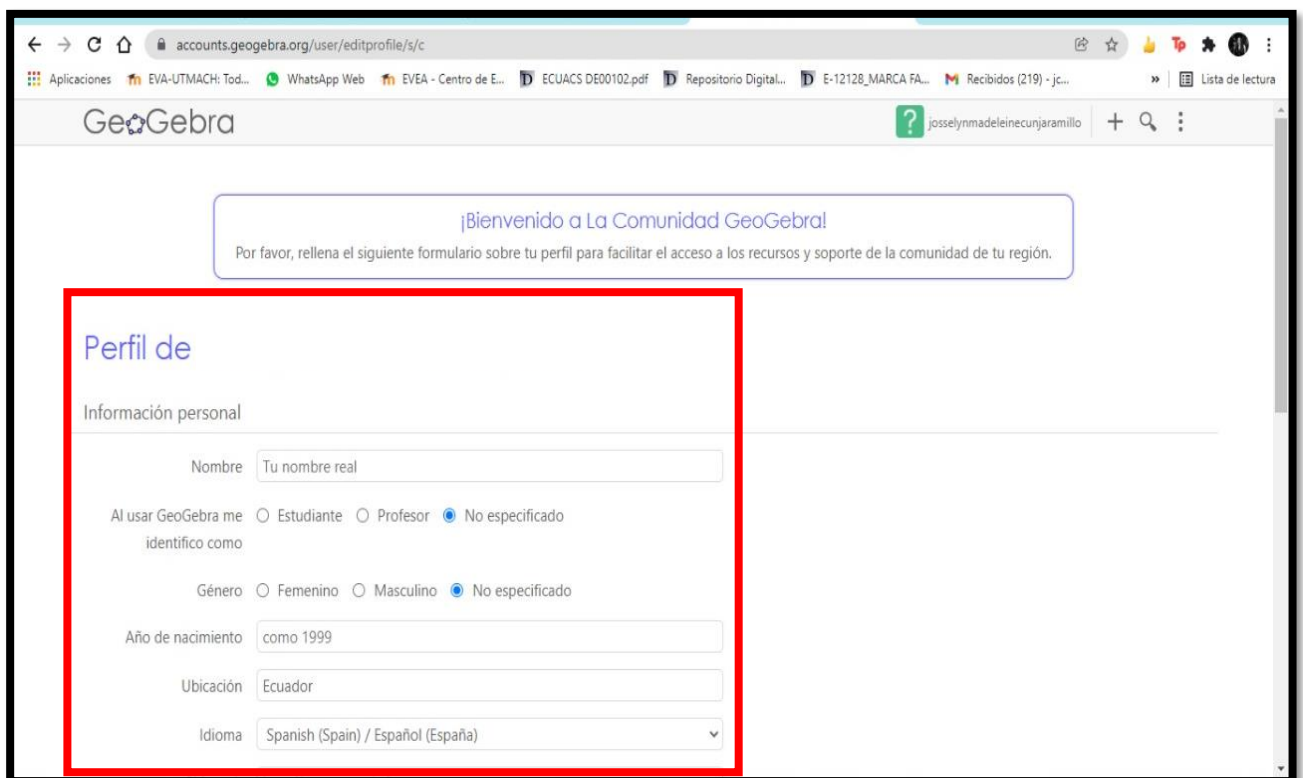 accounts.geogebra.org/user/editprofile/s/c
Aplicaciones EVA-UTMACH: Tod... WhatsApp Web EVEA - Centro de E... ECUACS DE00102.pdf Repositorio Digital... E-12128_MARCA FA... Recibidos (219) - jc... » Lista de lectura
GeoGebra josselynmadeleinecunjaramillo
¡Bienvenido a La Comunidad GeoGebra!
Por favor, rellena el siguiente formulario sobre tu perfil para facilitar el acceso a los recursos y soporte de la comunidad de tu región.
Perfil de
Información personal
Nombre Tu nombre real
Al usar GeoGebra me Estudiante Profesor No especificado
identifico como
Género Femenino Masculino No especificado
Año de nacimiento como 1999
Ubicación Ecuador
Idioma Spanish (Spain) / Español (España)